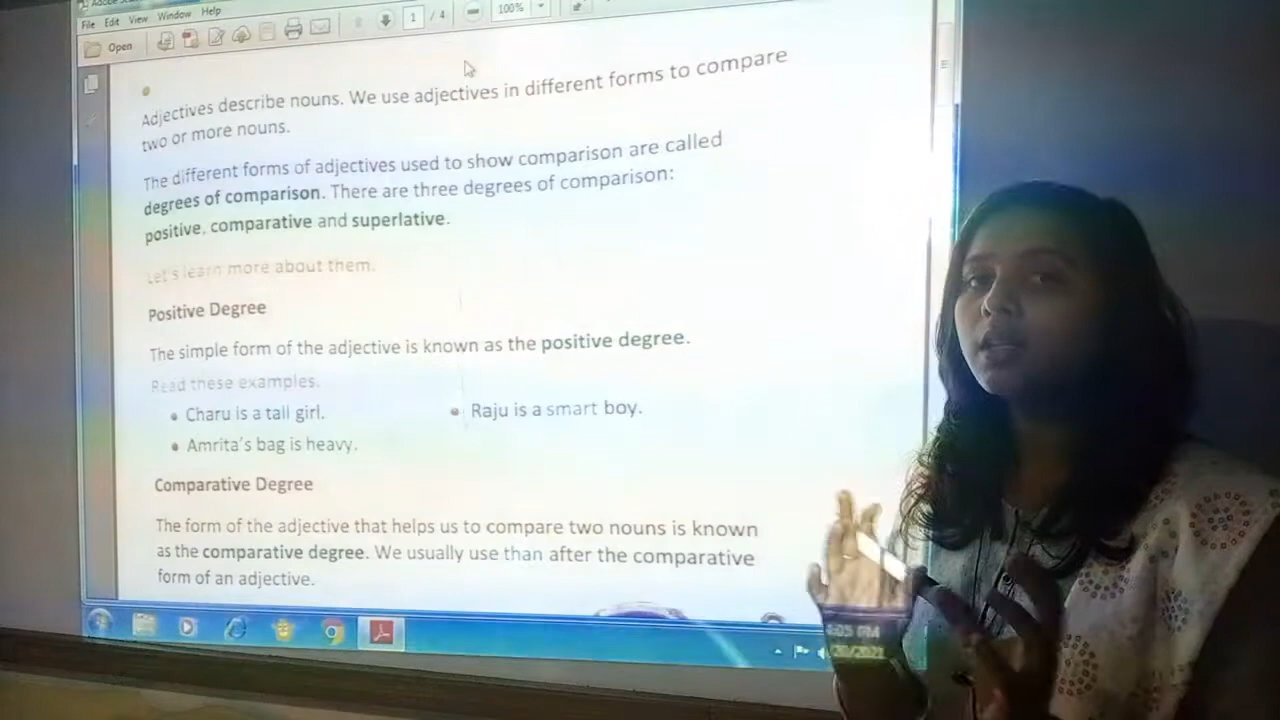 File Edit View Window Help
Open 1 / 4 100%
Adjectives describe nouns. We use adjectives in different forms to compare
two or more nouns.
The different forms of adjectives used to show comparison are called
degrees of comparison. There are three degrees of comparison:
positive, comparative and superlative.
Let's learn more about them.
Positive Degree
The simple form of the adjective is known as the positive degree.
Read these examples.
• Charu is a tall girl.
• Raju is a smart boy.
• Amrita's bag is heavy.
Comparative Degree
The form of the adjective that helps us to compare two nouns is known
as the comparative degree. We usually use than after the comparative
form of an adjective.